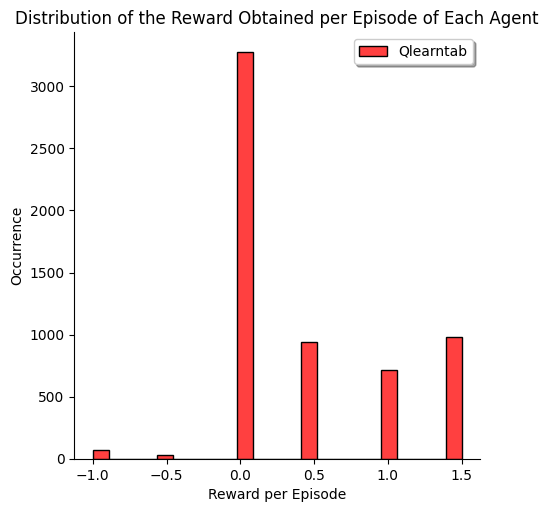 Distribution of the Reward Obtained per Episode of Each Agent
Qlearntab
Occurrence
3000
2500
2000
1500
1000
500
0
−1.0 −0.5 0.0 0.5 1.0 1.5
Reward per Episode